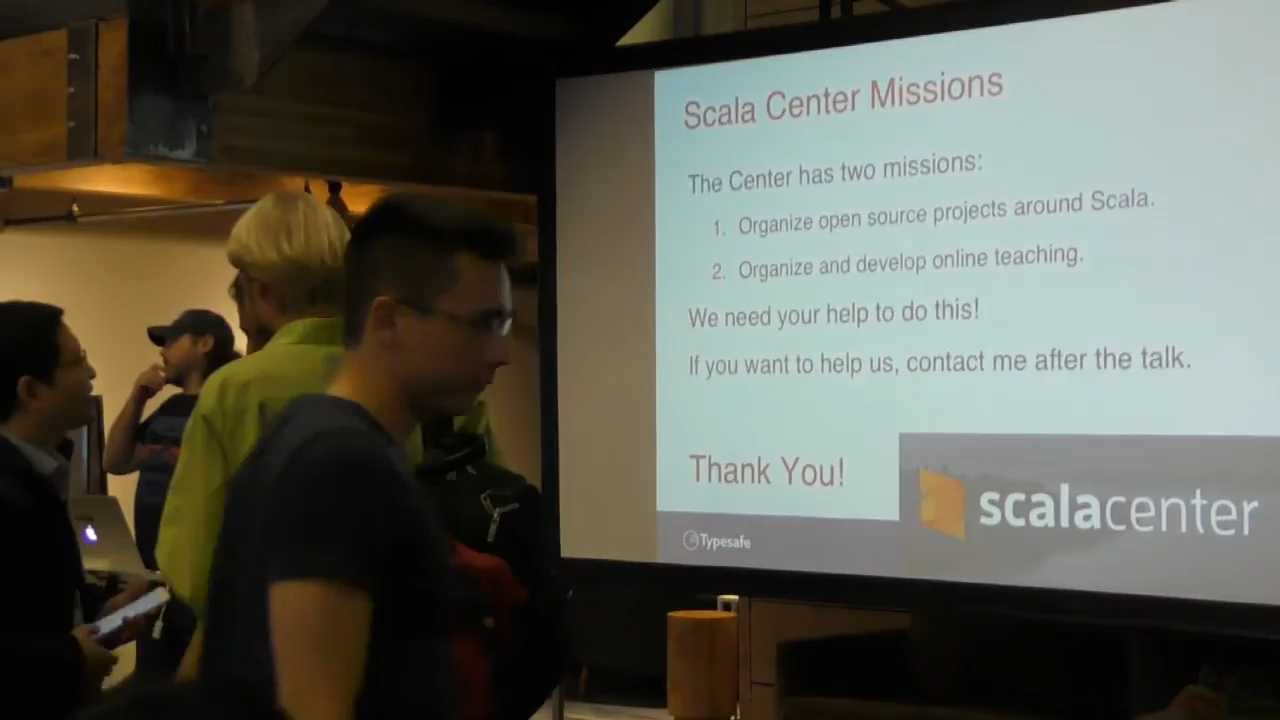 Scala Center Missions
The Center has two missions:
1. Organize open source projects around Scala.
2. Organize and develop online teaching.
We need your help to do this!
If you want to help us, contact me after the talk.
Thank You!
scalacenter
Typesafe